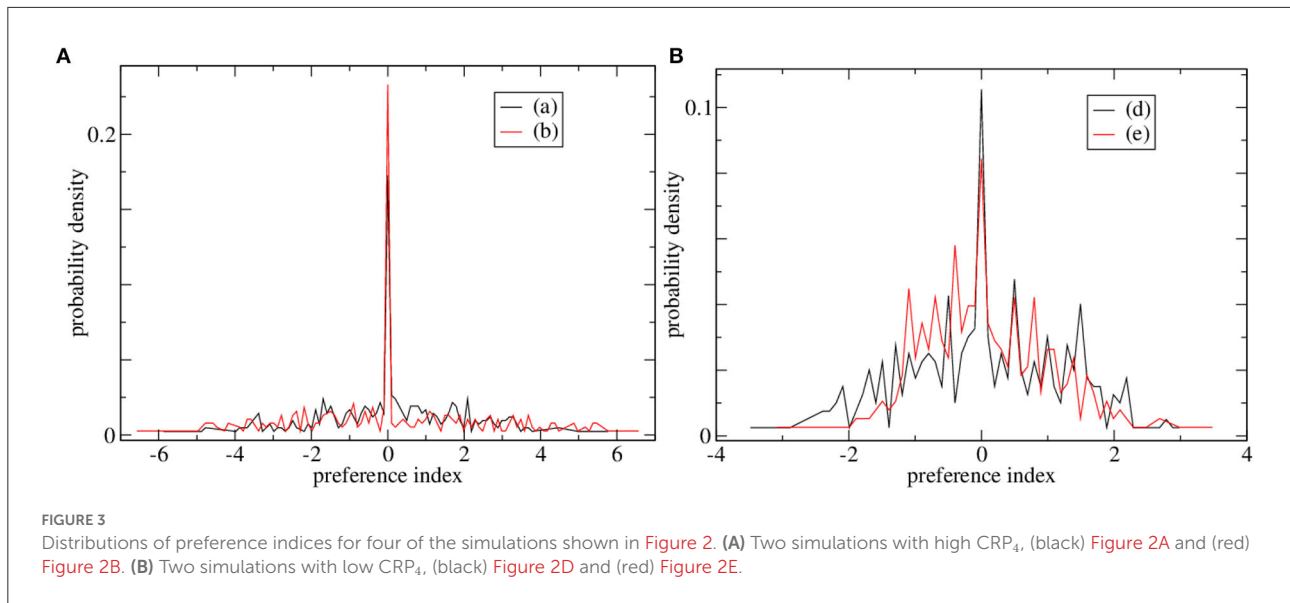 A
B
(a)
(b)
(d)
(e)
0.2
0
0.1
0
probability density
probability density
-6 -4 -2 0 2 4 6
-4 -2 0 2 4
preference index
preference index
FIGURE 3
Distributions of preference indices for four of the simulations shown in Figure 2. (A) Two simulations with high CRP₄, (black) Figure 2A and (red)
Figure 2B. (B) Two simulations with low CRP₄, (black) Figure 2D and (red) Figure 2E.